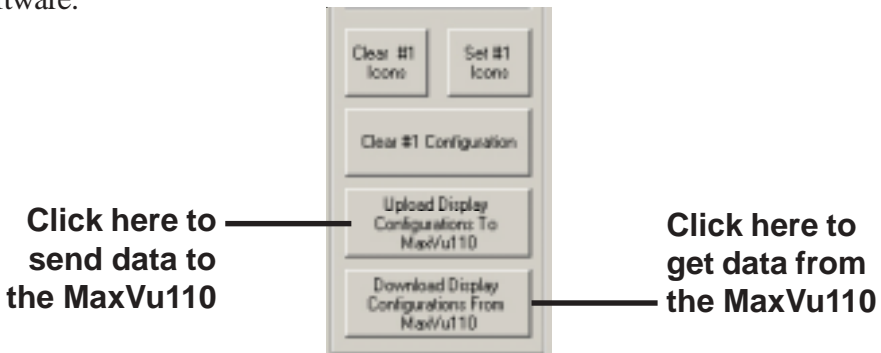 tware.
Clear #1
Icons
Set #1
Icons
Clear #1 Configuration
Upload Display
Configurations To
MaxVu110
Download Display
Configurations From
MaxVu110
Click here to
send data to
the MaxVu110
Click here to
get data from
the MaxVu110